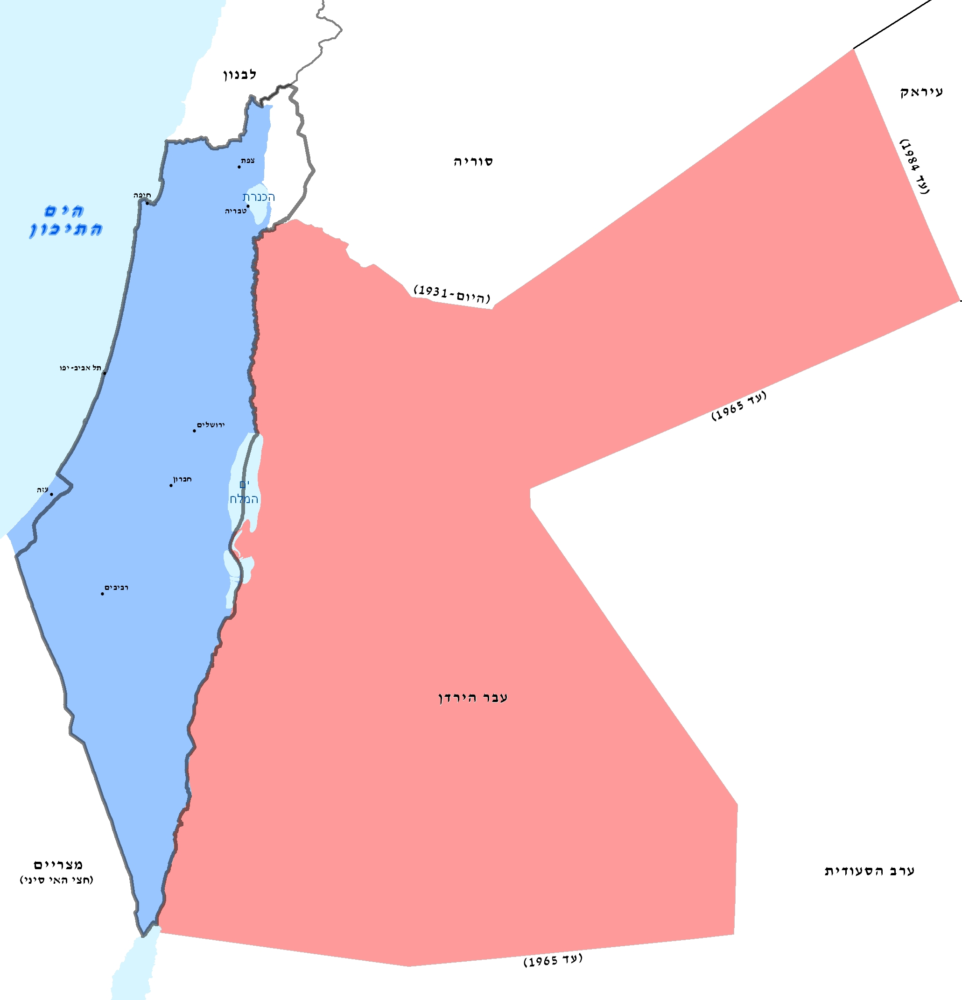 לבנון
עיראק
(עד 1984)
סוריה
צפת
חיפה
הכנרת
טבריה
הים
התיכון
(1931-היום)
תל אביב-יפו
(עד 1965)
ירושלים
חברון
ים
המלח
עזה
רביבים
עבר הירדן
מצריים
(חצי האי סיני)
ערב הסעודית
(עד 1965)